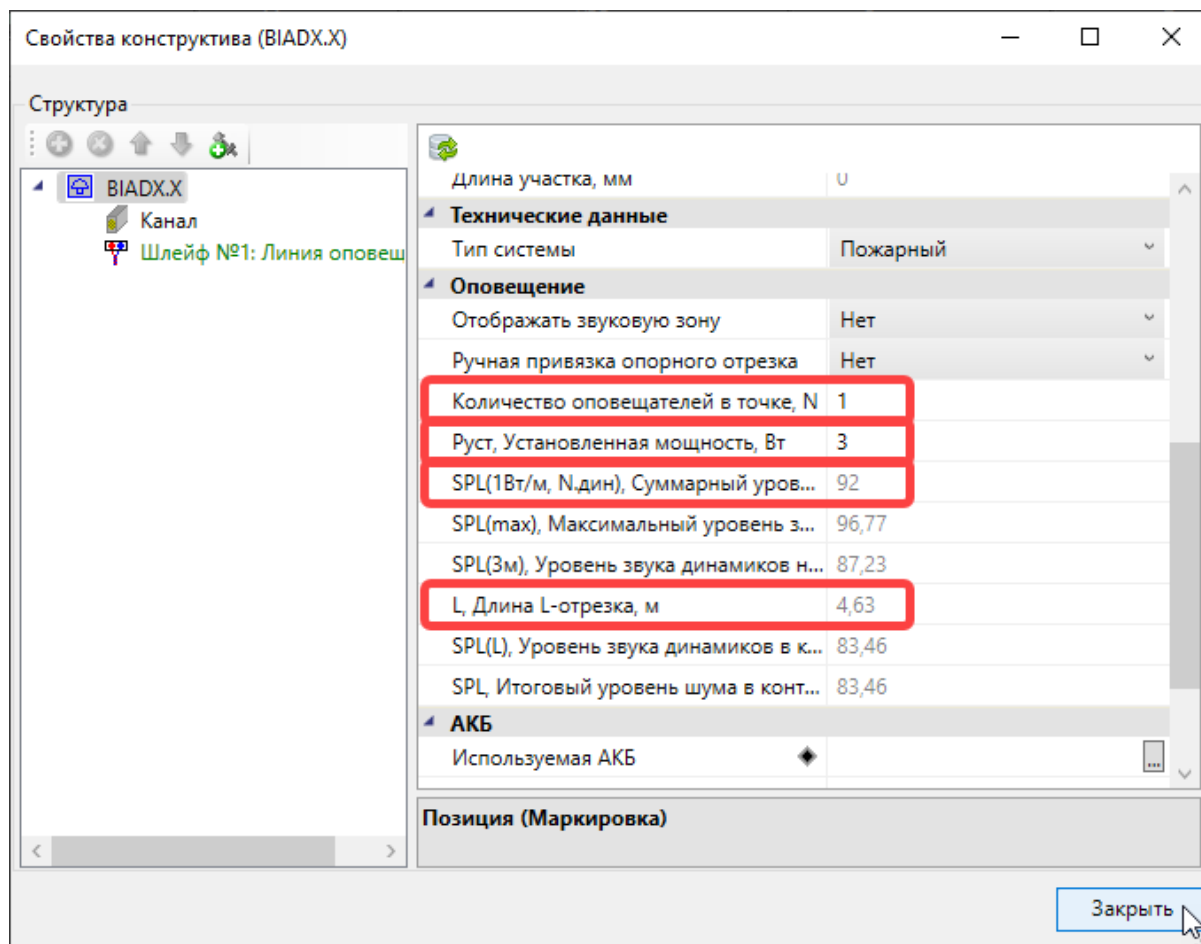 Свойства конструктива (BIADX.X)
Структура
BIADX.X
Канал
Шлейф №1: Линия оповещ
Длина участка, мм 0
Технические данные
Тип системы Пожарный
Оповещение
Отображать звуковую зону Нет
Ручная привязка опорного отрезка Нет
Количество оповещателей в точке, N 1
Руст, Установленная мощность, Вт 3
SPL(1Вт/м, N.дин), Суммарный уров... 92
SPL(max), Максимальный уровень з... 96,77
SPL(3м), Уровень звука динамиков н... 87,23
L, Длина L-отрезка, м 4,63
SPL(L), Уровень звука динамиков в к... 83,46
SPL, Итоговый уровень шума в конт... 83,46
АКБ
Используемая АКБ ...
Позиция (Маркировка)
Закрыть